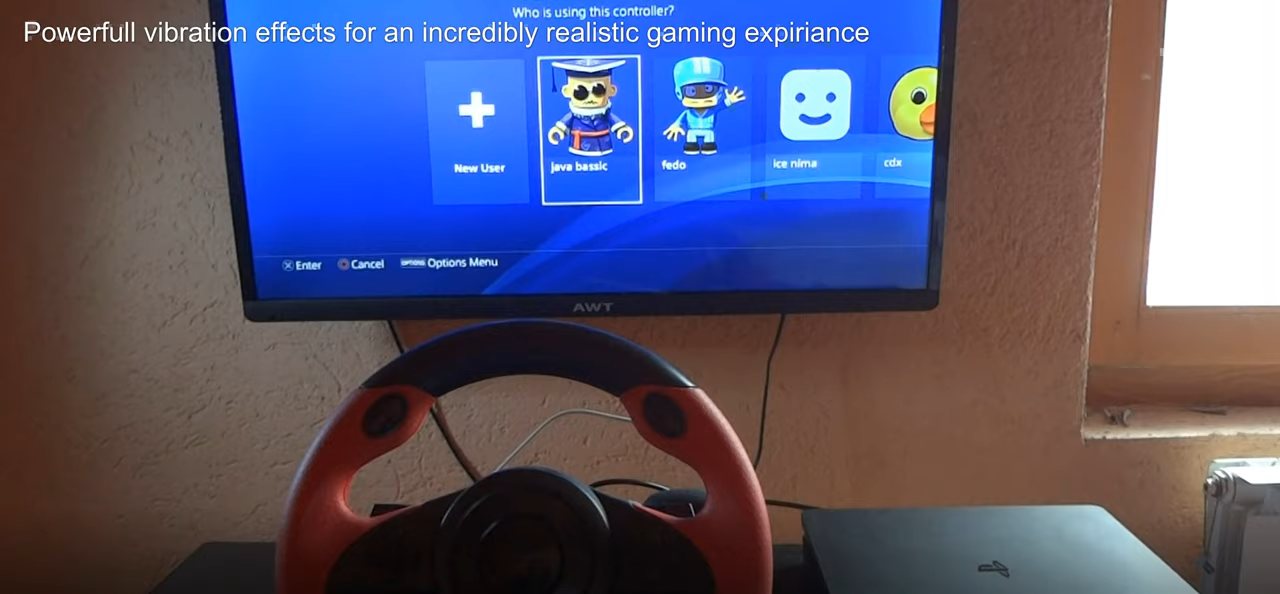 Who is using this controller?
Powerfull vibration effects for an incredibly realistic gaming expiriance
New User
java bassic
fedo
ice nima
cdx
Enter
Cancel
OPTIONS Options Menu
AWT